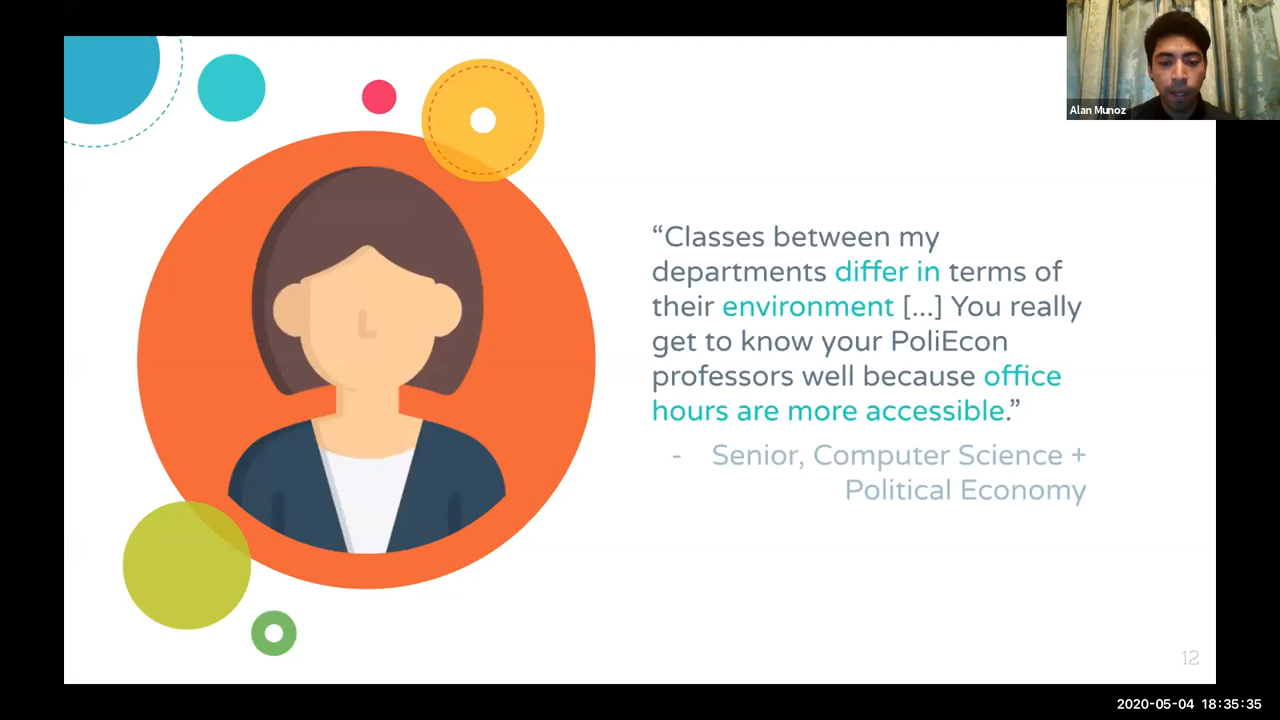 Alan Munoz
“Classes between my
departments differ in terms of
their environment [...] You really
get to know your PoliEcon
professors well because office
hours are more accessible.”
- Senior, Computer Science +
Political Economy
12
2020-05-04 18:35:35